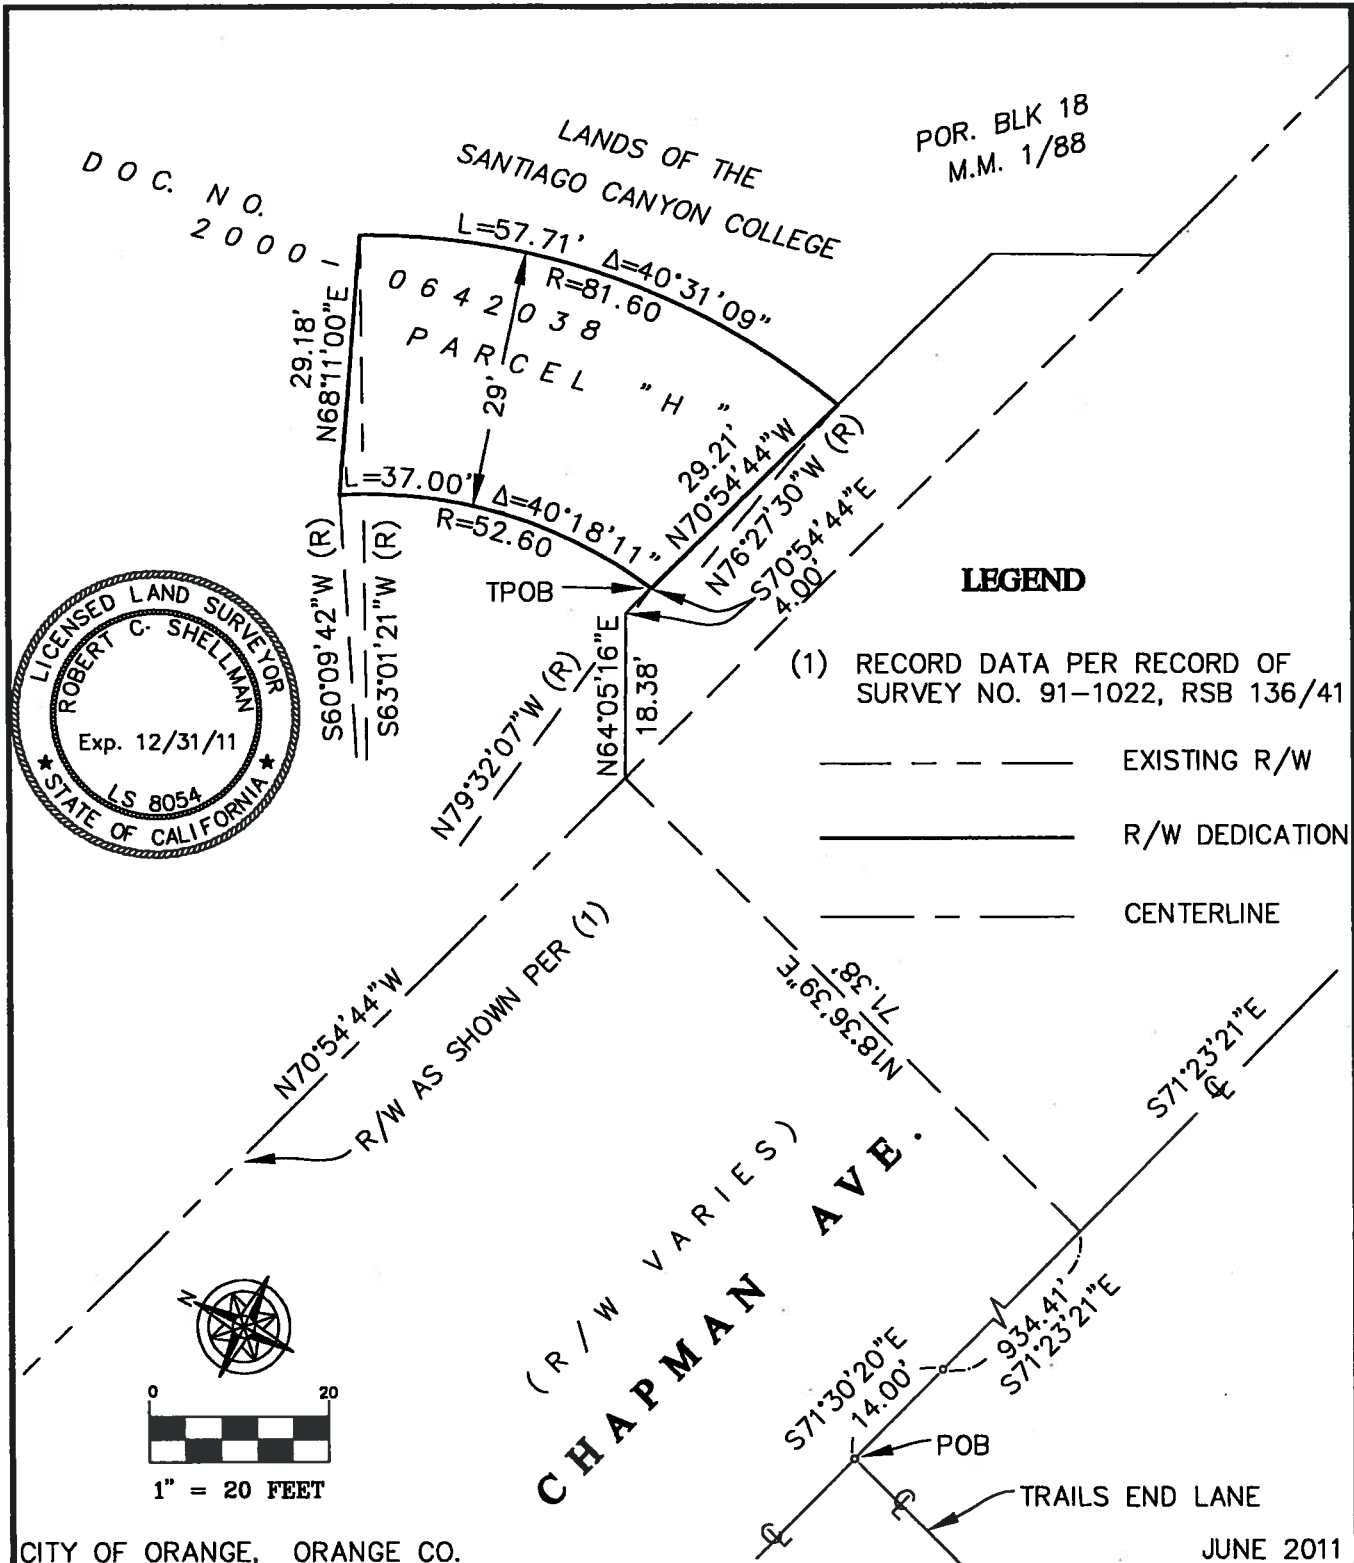 LANDS OF THE
SANTIAGO CANYON COLLEGE
POR. BLK 18
M.M. 1/88
DOC. NO.
2000-
0642038
PARCEL "H"
L=57.71' Δ=40°31'09"
R=81.60
29.18'
N68°11'00"E
29'
29.21'
N70°54'44"W
N76°27'30"W (R)
S70°54'44"E
4.00'
L=37.00' Δ=40°18'11"
R=52.60
TPOB
S60°09'42"W (R)
S63°01'21"W (R)
N79°32'07"W (R)
N64°05'16"E
18.38'
LICENSED LAND SURVEYOR
ROBERT C. SHELLMAN
Exp. 12/31/11
LS 8054
STATE OF CALIFORNIA
LEGEND
(1) RECORD DATA PER RECORD OF
SURVEY NO. 91-1022, RSB 136/41
EXISTING R/W
R/W DEDICATION
CENTERLINE
N70°54'44"W
R/W AS SHOWN PER (1)
N18°36'39"E
71.38'
S71°23'21"E
℄
(R/W VARIES)
CHAPMAN AVE.
934.41'
S71°23'21"E
S71°30'20"E
14.00'
POB
TRAILS END LANE
℄
℄
N
0 20
1" = 20 FEET
CITY OF ORANGE, ORANGE CO.
JUNE 2011